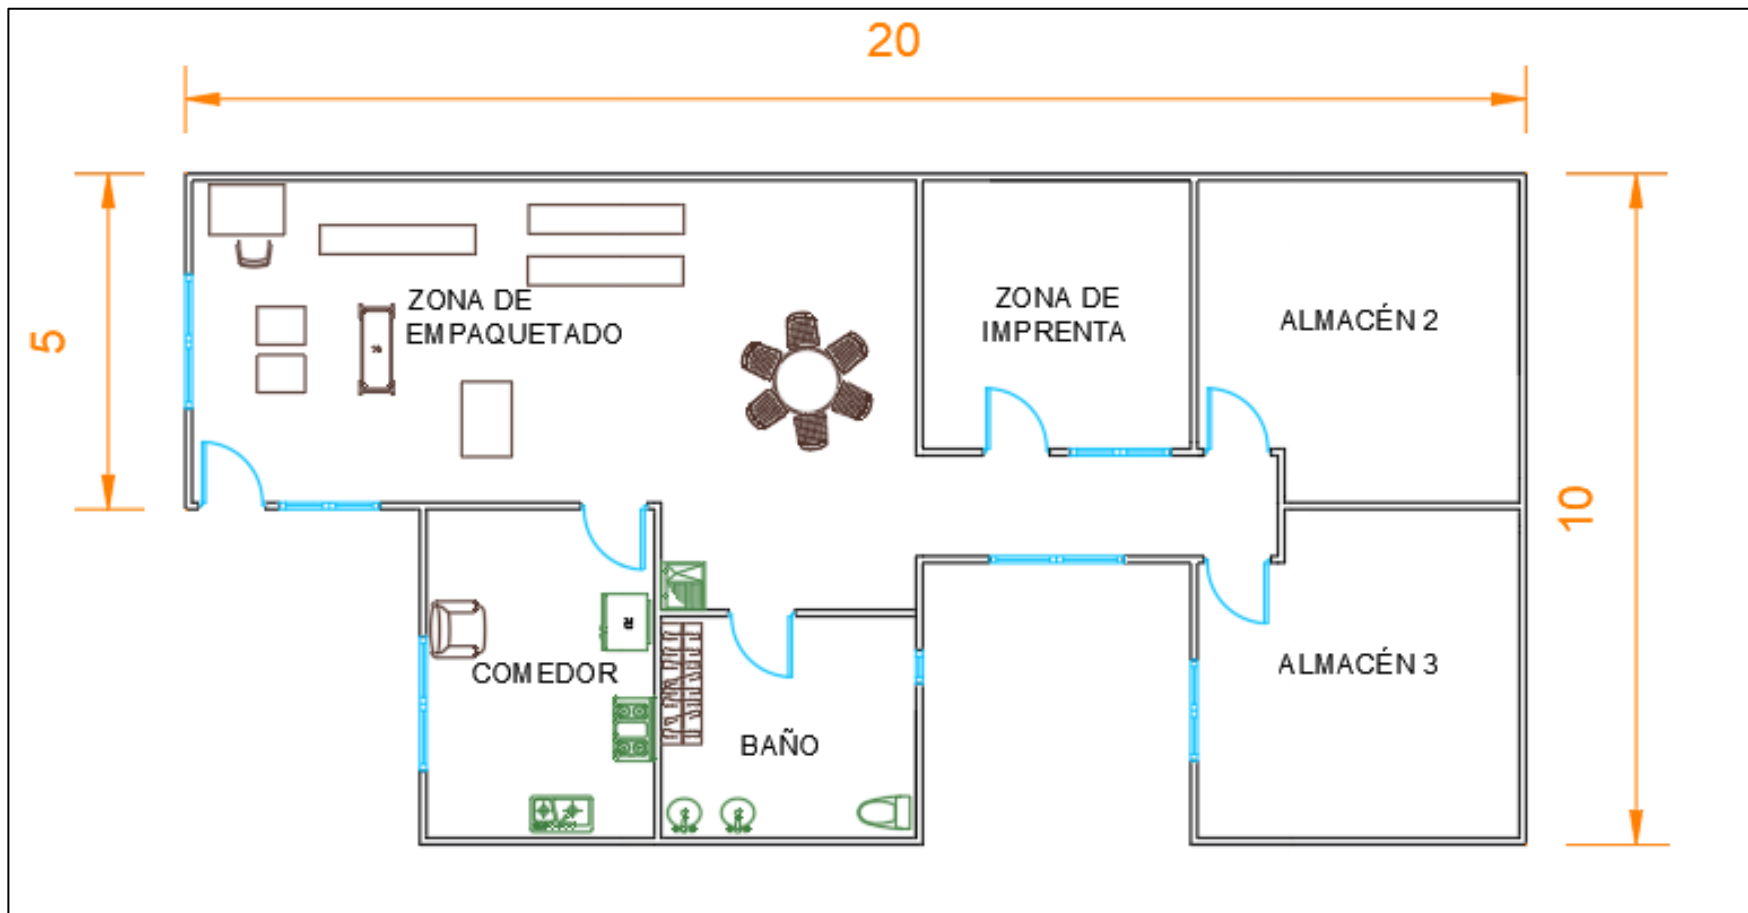 20
5
ZONA DE
EMPAQUETADO
ZONA DE
IMPRENTA
ALMACÉN 2
10
COMEDOR
R
BAÑO
ALMACÉN 3